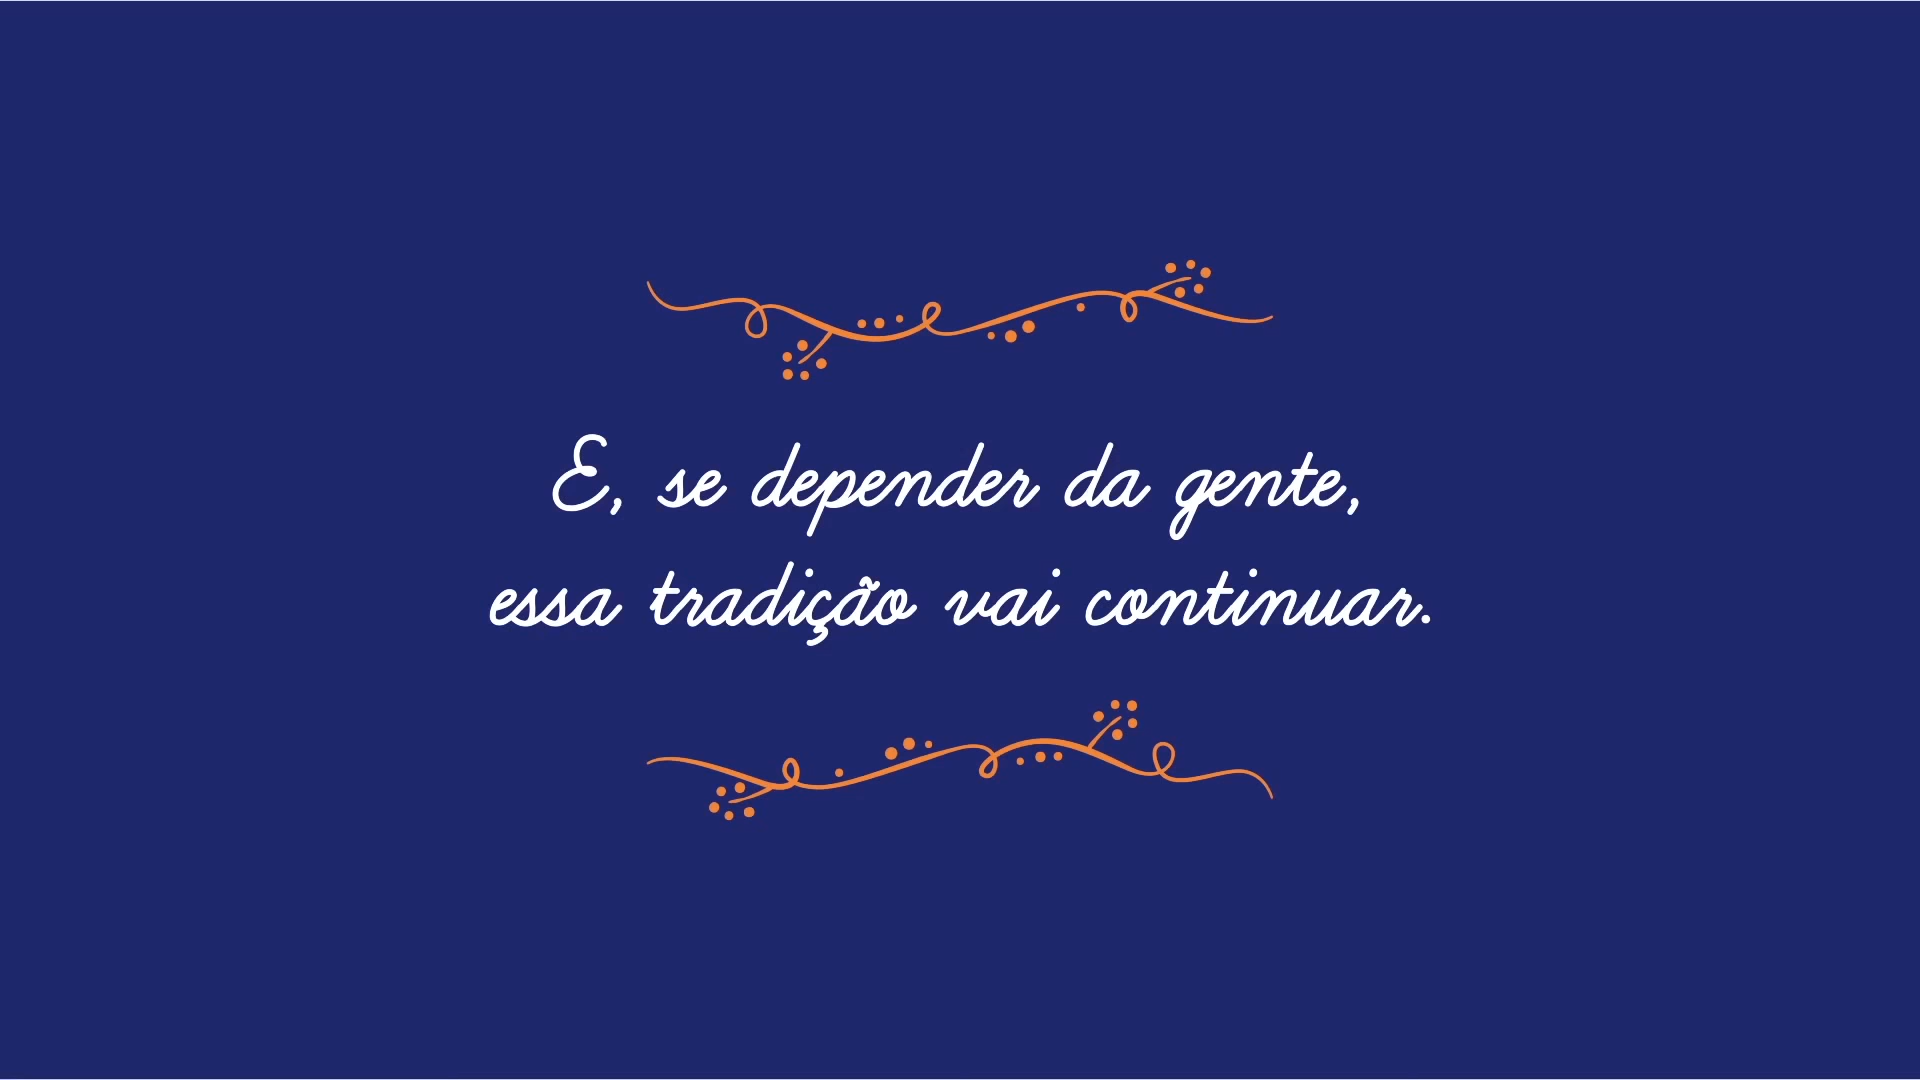 E, se depender da gente,
essa tradição vai continuar.